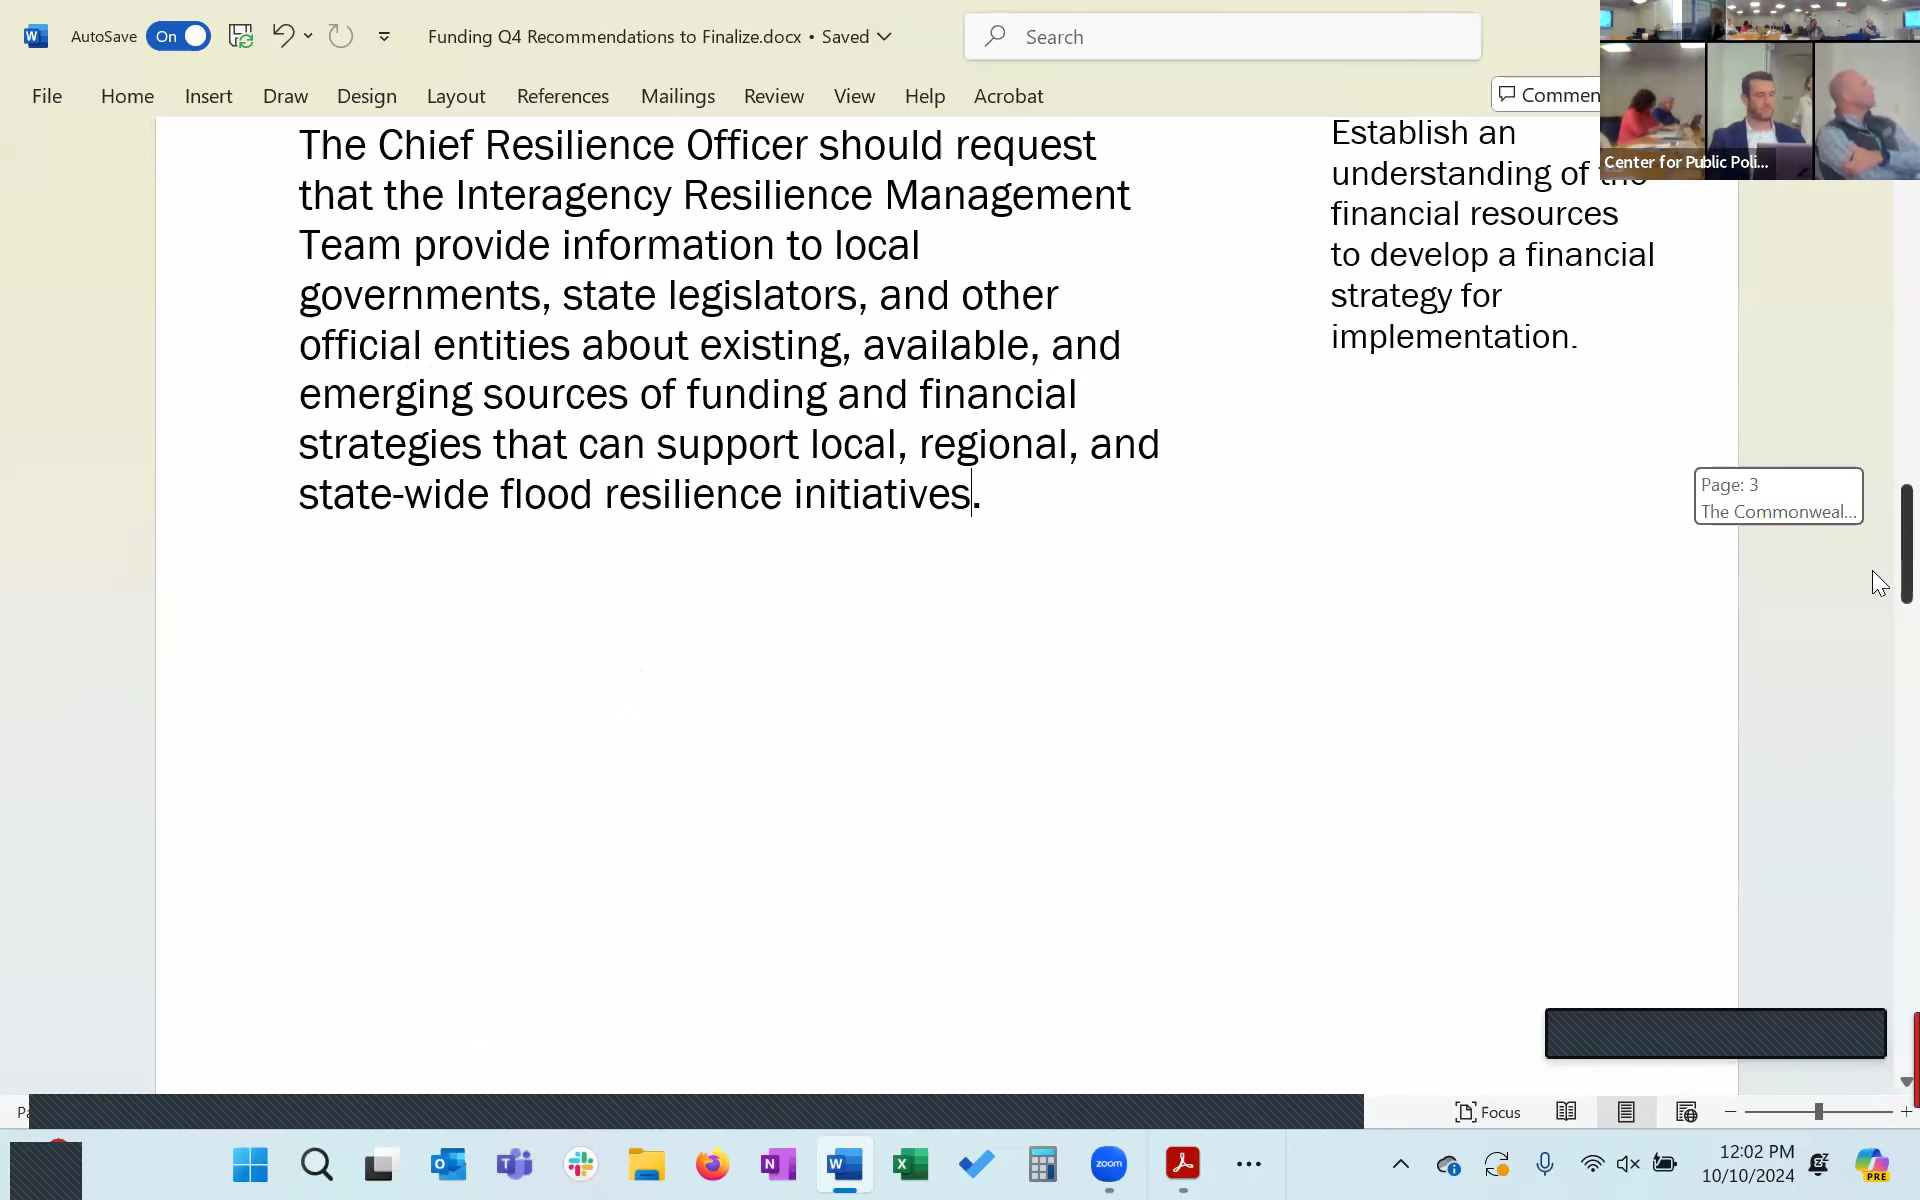 AutoSave On Funding Q4 Recommendations to Finalize.docx • Saved Search
File Home Insert Draw Design Layout References Mailings Review View Help Acrobat
Center for Public Poli...
The Chief Resilience Officer should request
that the Interagency Resilience Management
Team provide information to local
governments, state legislators, and other
official entities about existing, available, and
emerging sources of funding and financial
strategies that can support local, regional, and
state-wide flood resilience initiatives.
Establish an
understanding of the
financial resources
to develop a financial
strategy for
implementation.
Page: 3
The Commonweal...
Focus
zoom
12:02 PM
10/10/2024
PRE